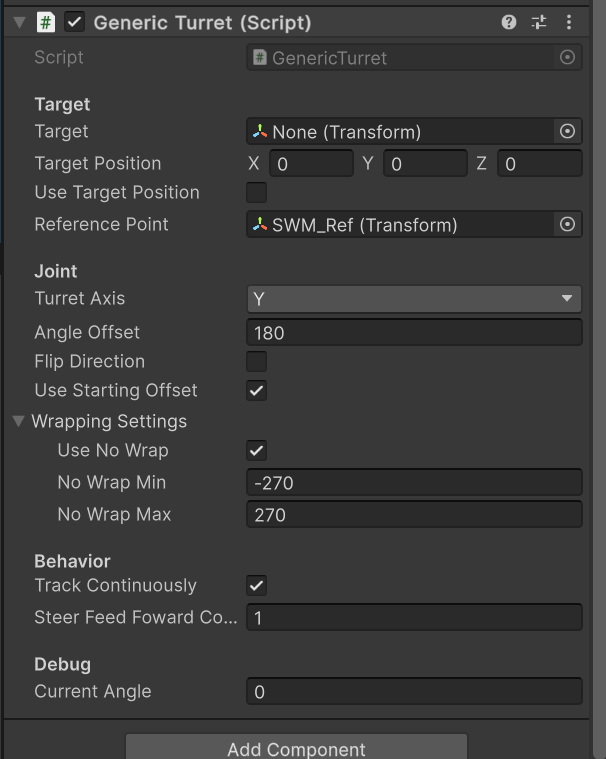 Generic Turret (Script)
Script GenericTurret
Target
Target None (Transform)
Target Position X 0 Y 0 Z 0
Use Target Position
Reference Point SWM_Ref (Transform)
Joint
Turret Axis Y
Angle Offset 180
Flip Direction
Use Starting Offset
Wrapping Settings
Use No Wrap
No Wrap Min -270
No Wrap Max 270
Behavior
Track Continuously
Steer Feed Foward Co... 1
Debug
Current Angle 0
Add Component